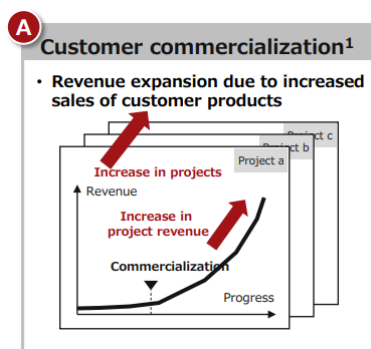 A
Customer commercialization1
• Revenue expansion due to increased
sales of customer products
Project c
Project b
Project a
Increase in projects
Revenue
Increase in
project revenue
Commercialization
Progress